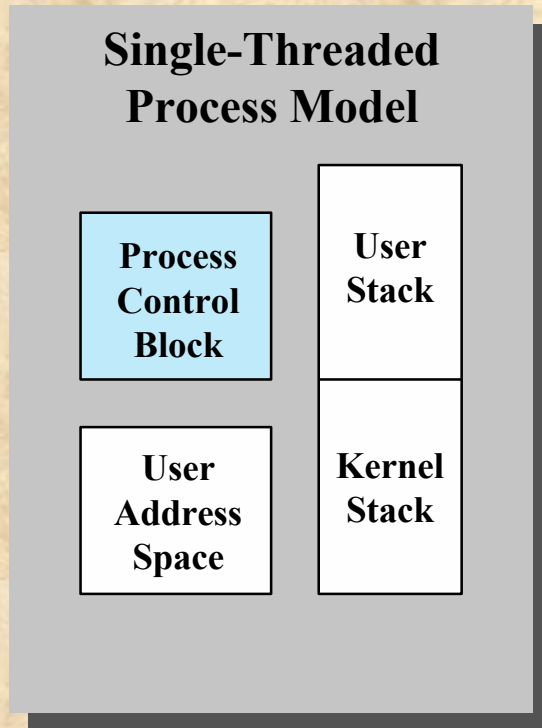 Single-Threaded
Process Model
Process
Control
Block
User
Stack
User
Address
Space
Kernel
Stack